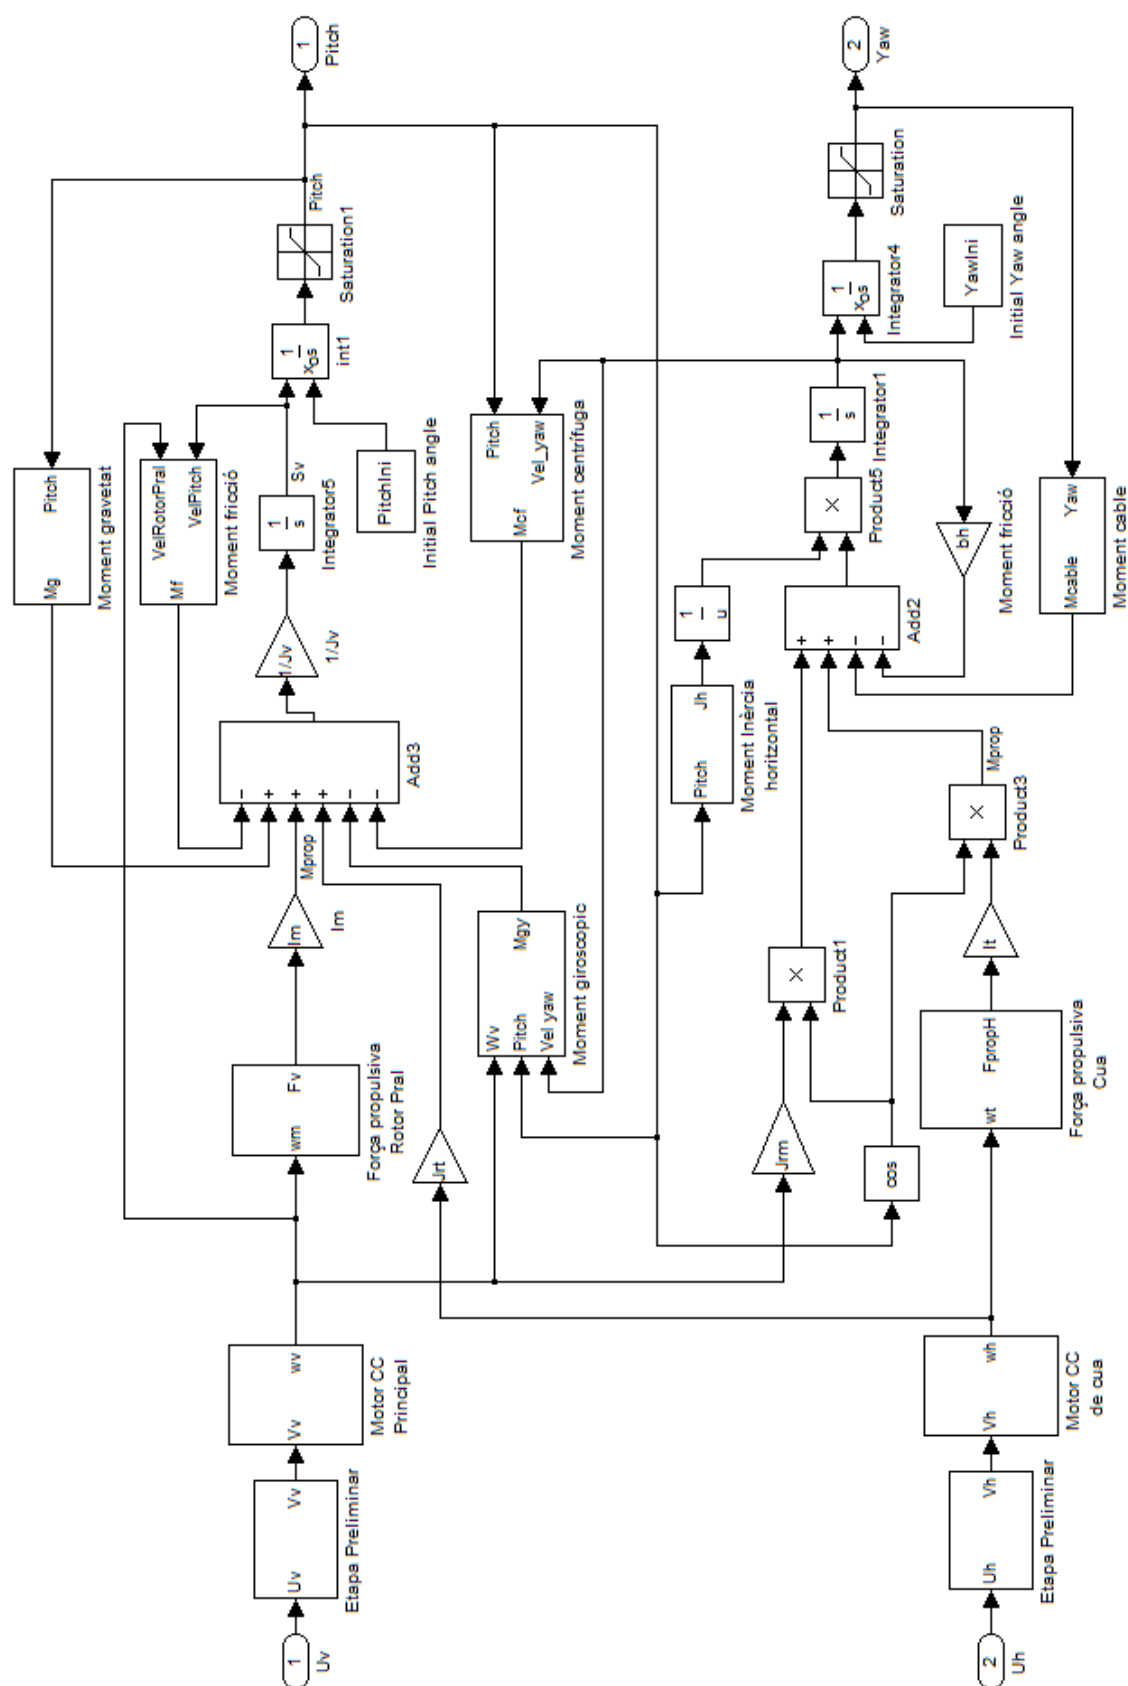 1
Uv
Uv
Vv
Etapa Preliminar
Vv
wv
Motor CC
Principal
wm
Fv
Força propulsiva
Rotor Pral
lm
lm
Mprop
Mg
Pitch
Moment gravetat
VelRotorPral
Mf
VelPitch
Moment fricció
−
+
+
+
−
−
Add3
1/Jv
1/Jv
1
s
Integrator5
Sv
PitchIni
Initial Pitch angle
1
xo s
int1
Saturation1
Pitch
1
Pitch
Jrt
Wv
Pitch
Vel yaw
Mgy
Moment giroscopic
Mcf
Pitch
Vel_yaw
Moment centrífuga
Pitch
Jh
Moment Inèrcia
horitzontal
1
u
Jrm
×
Product1
cos
2
Uh
Uh
Vh
Etapa Preliminar
Vh
wh
Motor CC
de cua
wt
FpropH
Força propulsiva
Cua
lt
×
Product3
Mprop
+
+
−
−
Add2
×
Product5
1
s
Integrator1
1
xo s
Integrator4
YawIni
Initial Yaw angle
Saturation
2
Yaw
bh
Moment fricció
Mcable
Yaw
Moment cable